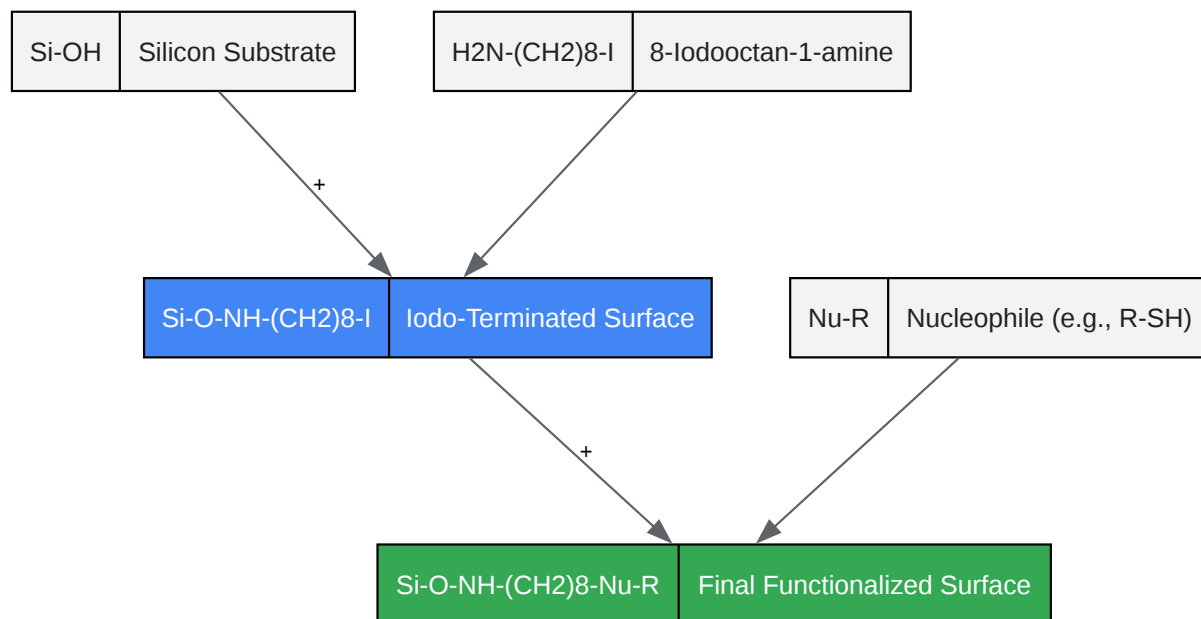 Si-OH Silicon Substrate
H2N-(CH2)8-I 8-Iodooctan-1-amine
+
Si-O-NH-(CH2)8-I Iodo-Terminated Surface
Nu-R Nucleophile (e.g., R-SH)
+
Si-O-NH-(CH2)8-Nu-R Final Functionalized Surface